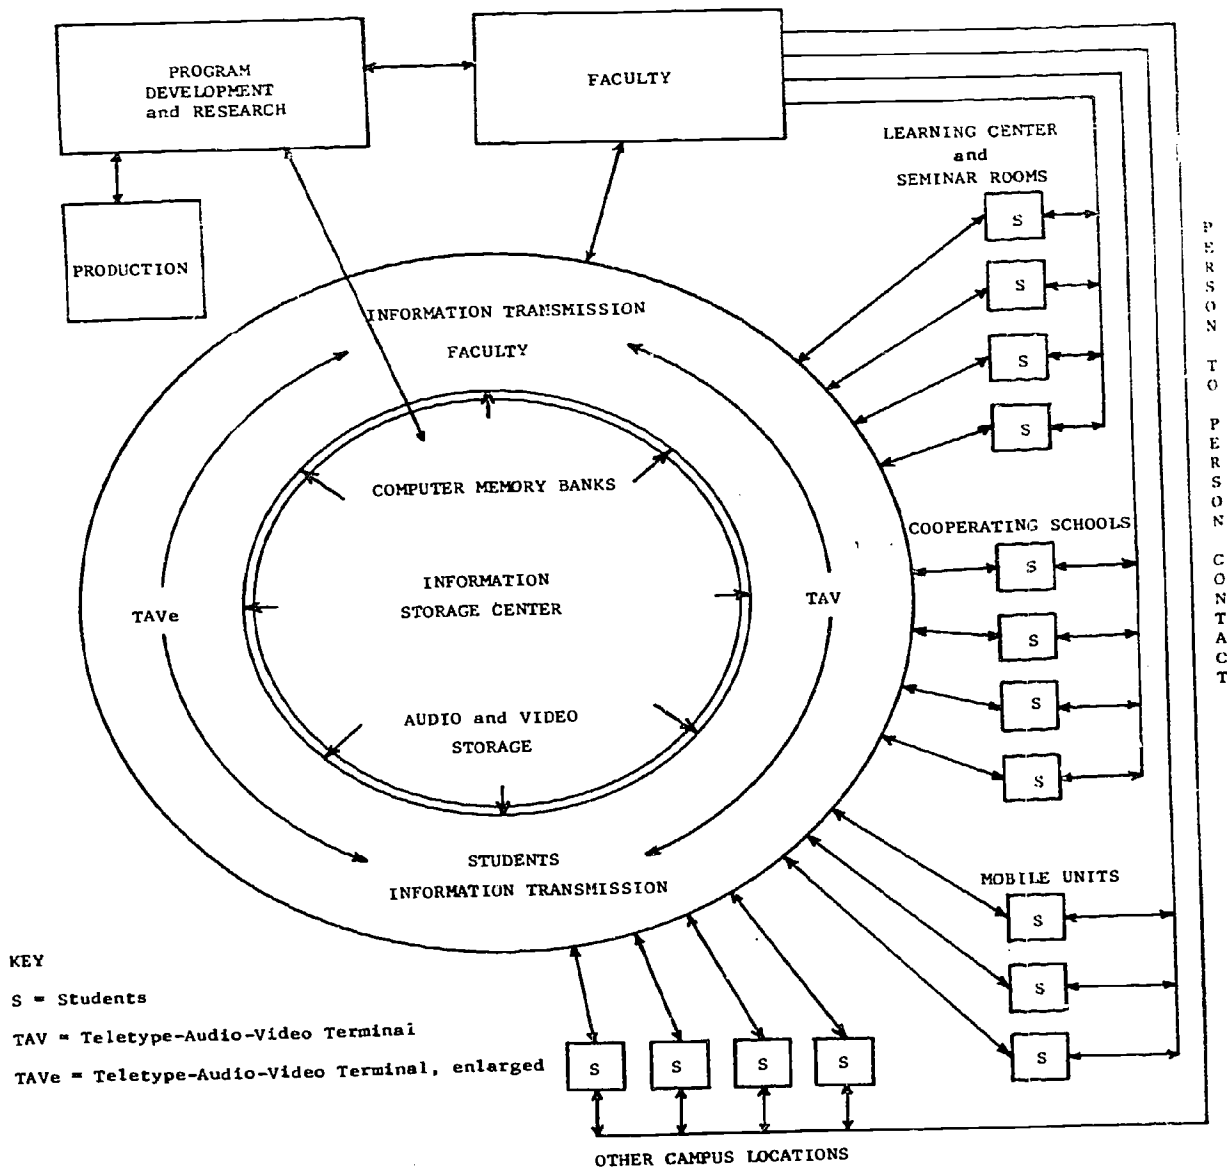 PROGRAM
DEVELOPMENT
and RESEARCH
FACULTY
PRODUCTION
LEARNING CENTER
and
SEMINAR ROOMS
S
S
S
S
INFORMATION TRANSMISSION
FACULTY
COMPUTER MEMORY BANKS
INFORMATION
STORAGE CENTER
AUDIO and VIDEO
STORAGE
TAVe
TAV
STUDENTS
INFORMATION TRANSMISSION
COOPERATING SCHOOLS
S
S
S
S
MOBILE UNITS
S
S
S
PERSON TO PERSON CONTACT
KEY
S = Students
TAV = Teletype-Audio-Video Terminal
TAVe = Teletype-Audio-Video Terminal, enlarged
S
S
S
S
OTHER CAMPUS LOCATIONS